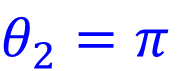 θ₂ = π